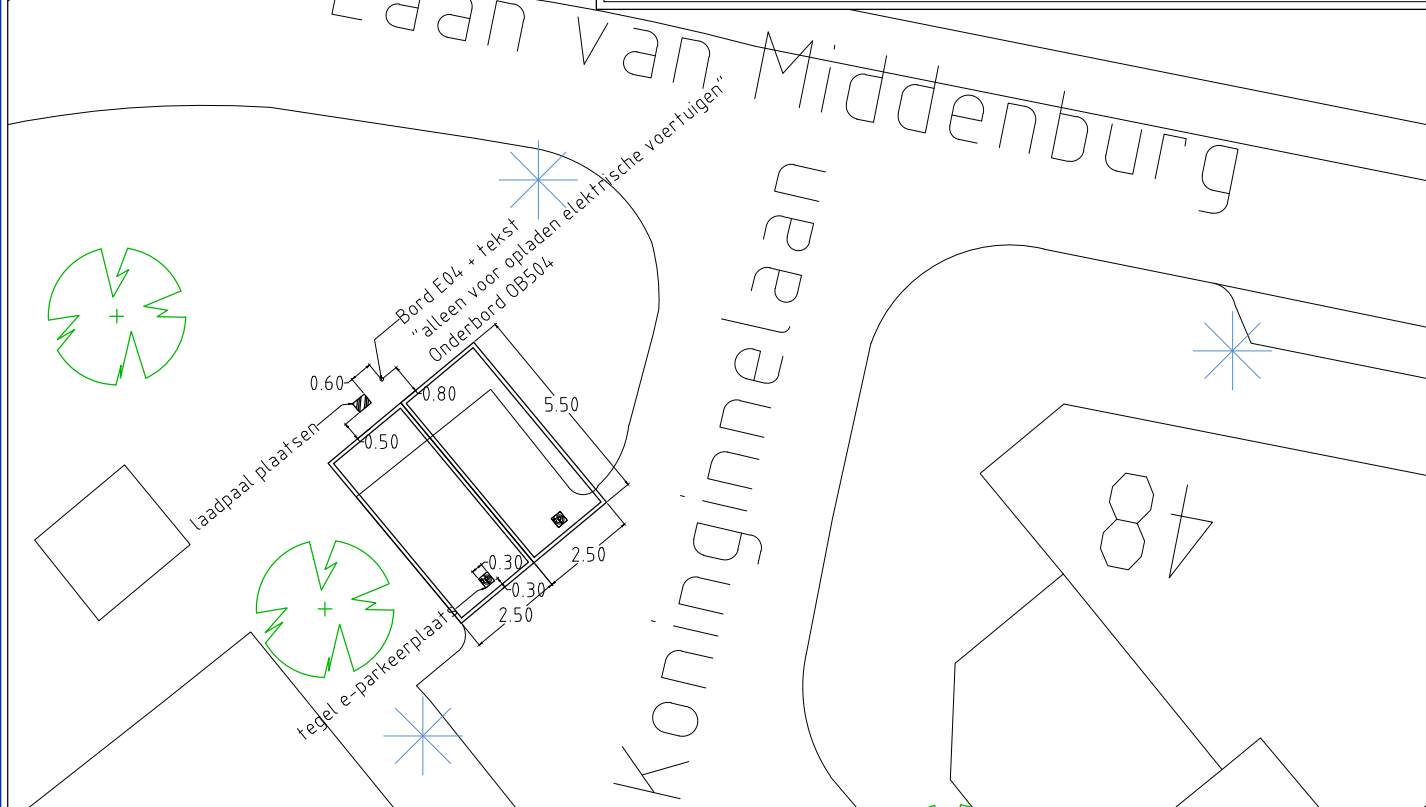 Laan van Middenburg
Bord E04 + tekst
"alleen voor opladen elektrische voertuigen"
Onderbord OB504
0.60
0.80
5.50
0.50
laadpaal plaatsen
Koninginnelaan
48
2.50
0.30
0.30
2.50
tegel e-parkeerplaats